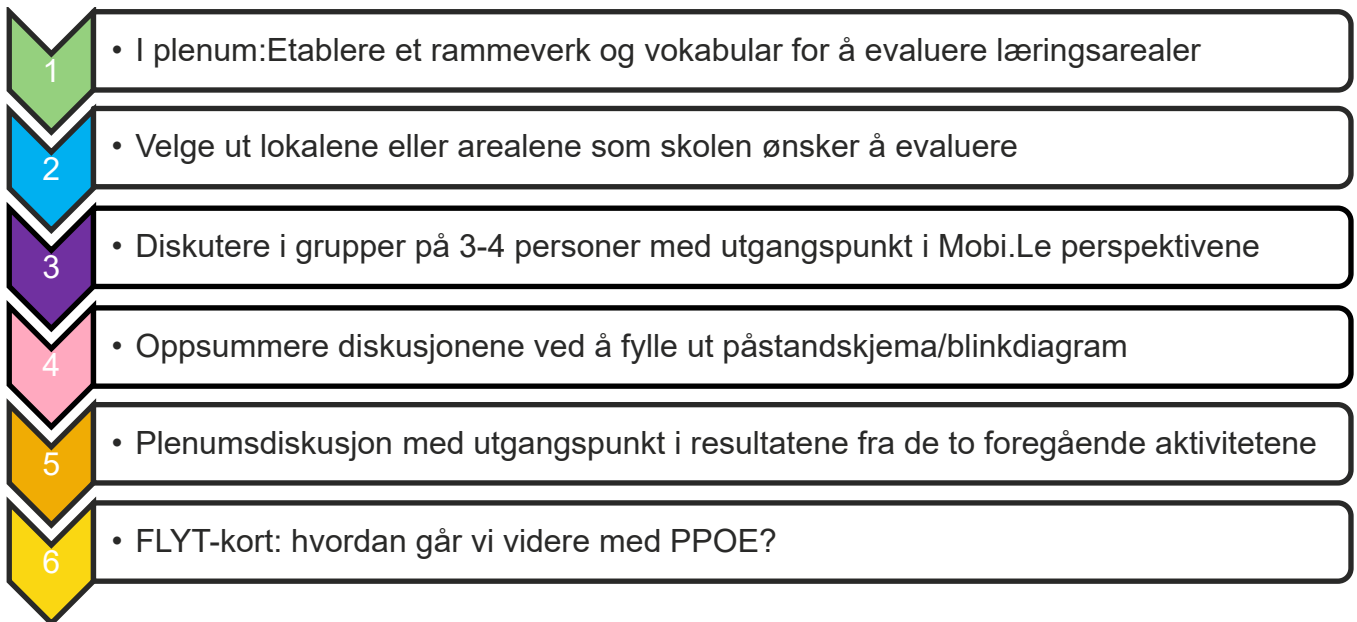 1
• I plenum:Etablere et rammeverk og vokabular for å evaluere læringsarealer
2
• Velge ut lokalene eller arealene som skolen ønsker å evaluere
3
• Diskutere i grupper på 3-4 personer med utgangspunkt i Mobi.Le perspektivene
4
• Oppsummere diskusjonene ved å fylle ut påstandskjema/blinkdiagram
5
• Plenumsdiskusjon med utgangspunkt i resultatene fra de to foregående aktivitetene
6
• FLYT-kort: hvordan går vi videre med PPOE?